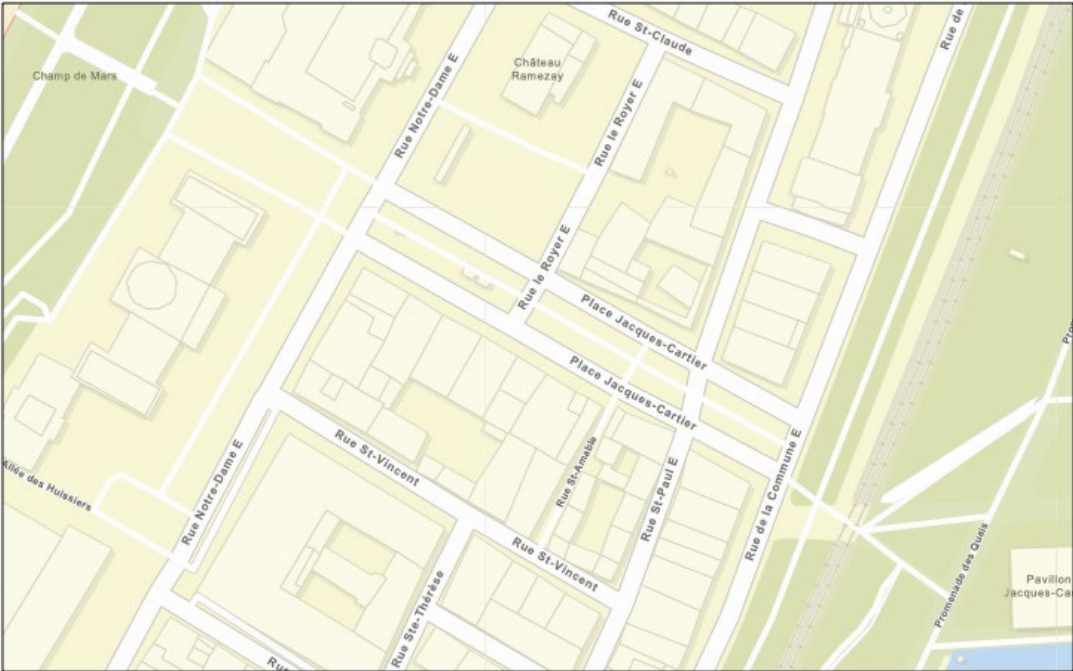 Rue St-Claude
Rue de
Champ de Mars
Château
Ramezay
Rue Notre-Dame E
Rue le Royer E
Rue le Royer E
Place Jacques-Cartier
Place Jacques-Cartier
Rue St-Vincent
Rue St-Amable
Rue Notre-Dame E
Allée des Huissiers
Rue St-Paul E
Rue de la Commune E
Rue St-Vincent
Rue Ste-Thérèse
Promenade des Quais
Pavillon
Jacques-Ca
Rue